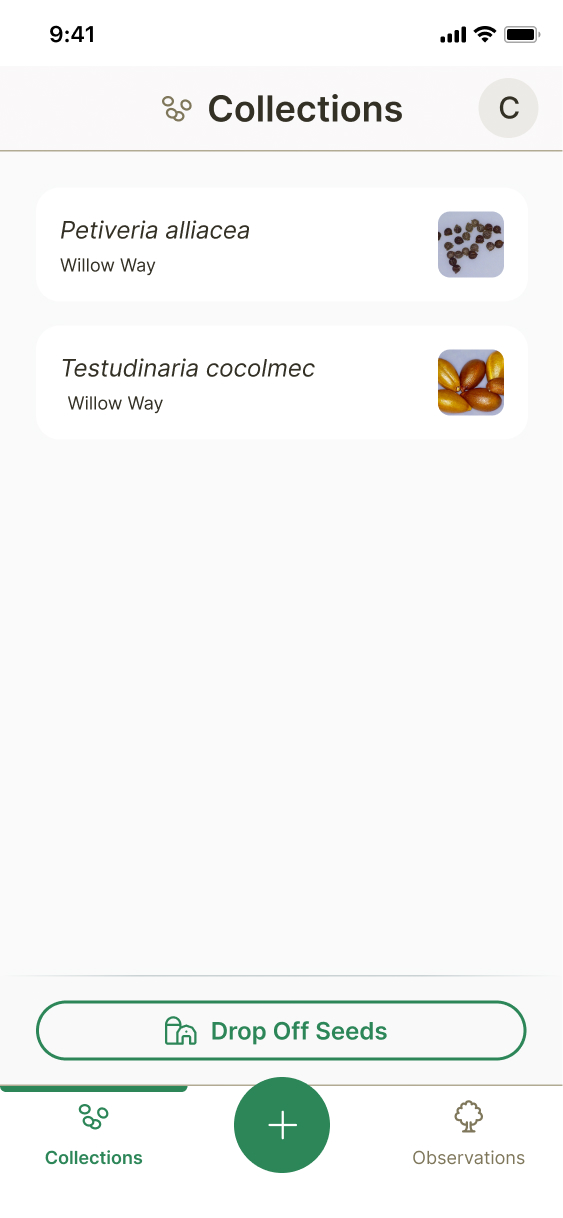 9:41
Collections
C
Petiveria alliacea
Willow Way
Testudinaria cocolmec
Willow Way
Drop Off Seeds
Collections
Observations